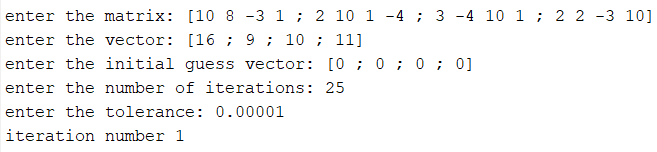 enter the matrix: [10 8 -3 1 ; 2 10 1 -4 ; 3 -4 10 1 ; 2 2 -3 10]
enter the vector: [16 ; 9 ; 10 ; 11]
enter the initial guess vector: [0 ; 0 ; 0 ; 0]
enter the number of iterations: 25
enter the tolerance: 0.00001
iteration number 1